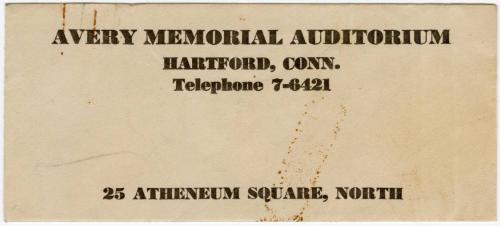 AVERY MEMORIAL AUDITORIUM
HARTFORD, CONN.
Telephone 7-6421
25 ATHENEUM SQUARE, NORTH